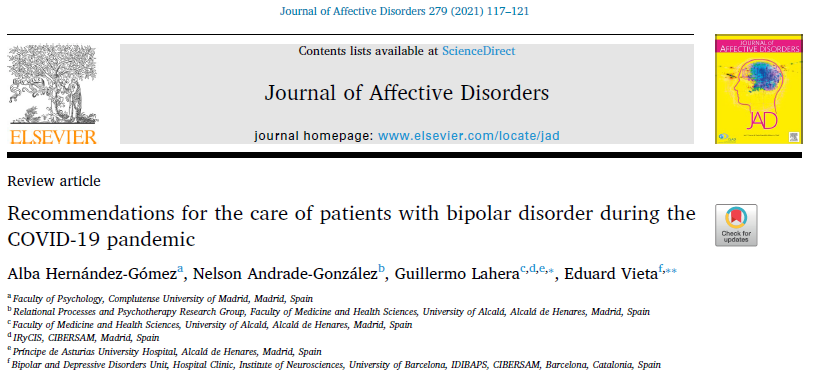 Journal of Affective Disorders 279 (2021) 117–121
Contents lists available at ScienceDirect
Journal of Affective Disorders
journal homepage: www.elsevier.com/locate/jad
ELSEVIER
JOURNAL of
AFFECTIVE DISORDERS
JAD
Review article
Recommendations for the care of patients with bipolar disorder during the
COVID-19 pandemic
Check for
updates
Alba Hernández-Gómezᵃ, Nelson Andrade-Gonzálezᵇ, Guillermo Laheraᶜ,ᵈ,ᵉ,*, Eduard Vietaᶠ,**
ᵃ Faculty of Psychology, Complutense University of Madrid, Madrid, Spain
ᵇ Relational Processes and Psychotherapy Research Group, Faculty of Medicine and Health Sciences, University of Alcalá, Alcalá de Henares, Madrid, Spain
ᶜ Faculty of Medicine and Health Sciences, University of Alcalá, Alcalá de Henares, Madrid, Spain
ᵈ IRyCIS, CIBERSAM, Madrid, Spain
ᵉ Príncipe de Asturias University Hospital, Alcalá de Henares, Madrid, Spain
ᶠ Bipolar and Depressive Disorders Unit, Hospital Clinic, Institute of Neurosciences, University of Barcelona, IDIBAPS, CIBERSAM, Barcelona, Catalonia, Spain